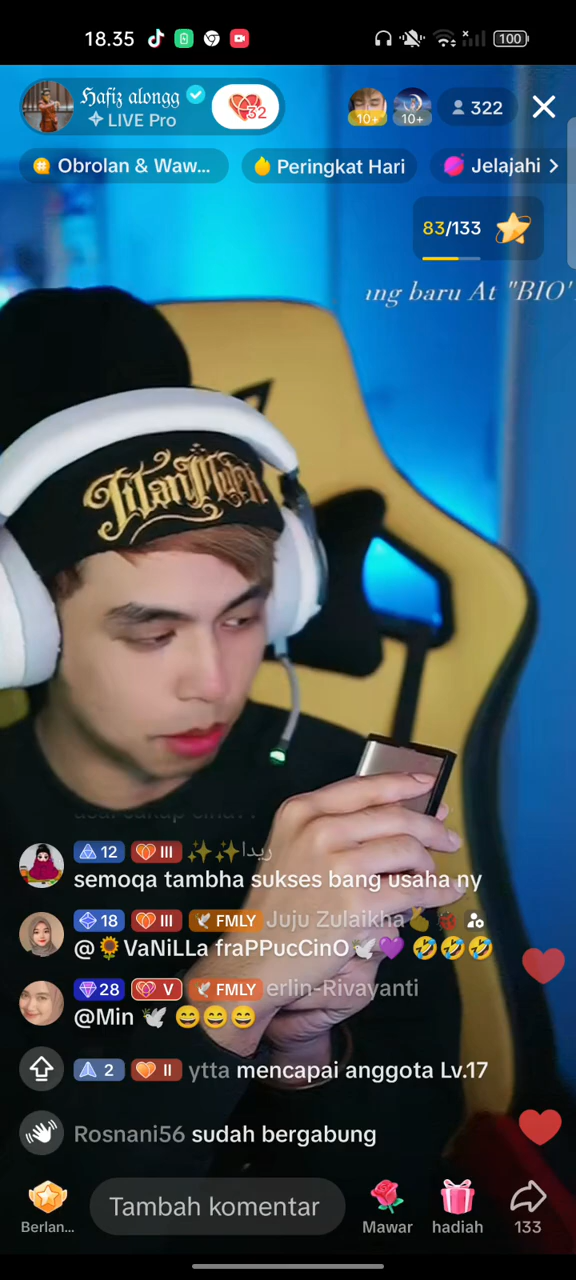 18.35
100
Hafiz alongg
LIVE Pro
32
10+
10+
322
Obrolan & Waw...
Peringkat Hari
Jelajahi
83/133
ing baru At "BIO"
12 III ✨✨ريدا
semoqa tambha sukses bang usaha ny
18 III FMLY Juju Zulaikha
@🌻VaNiLLa fraPPucCinO🕊️💜 🤣🤣🤣
28 V FMLY erlin-Rivayanti
@Min 🕊️ 😄😄😄
2 II ytta mencapai anggota Lv.17
Rosnani56 sudah bergabung
Berlan...
Tambah komentar
Mawar
hadiah
133